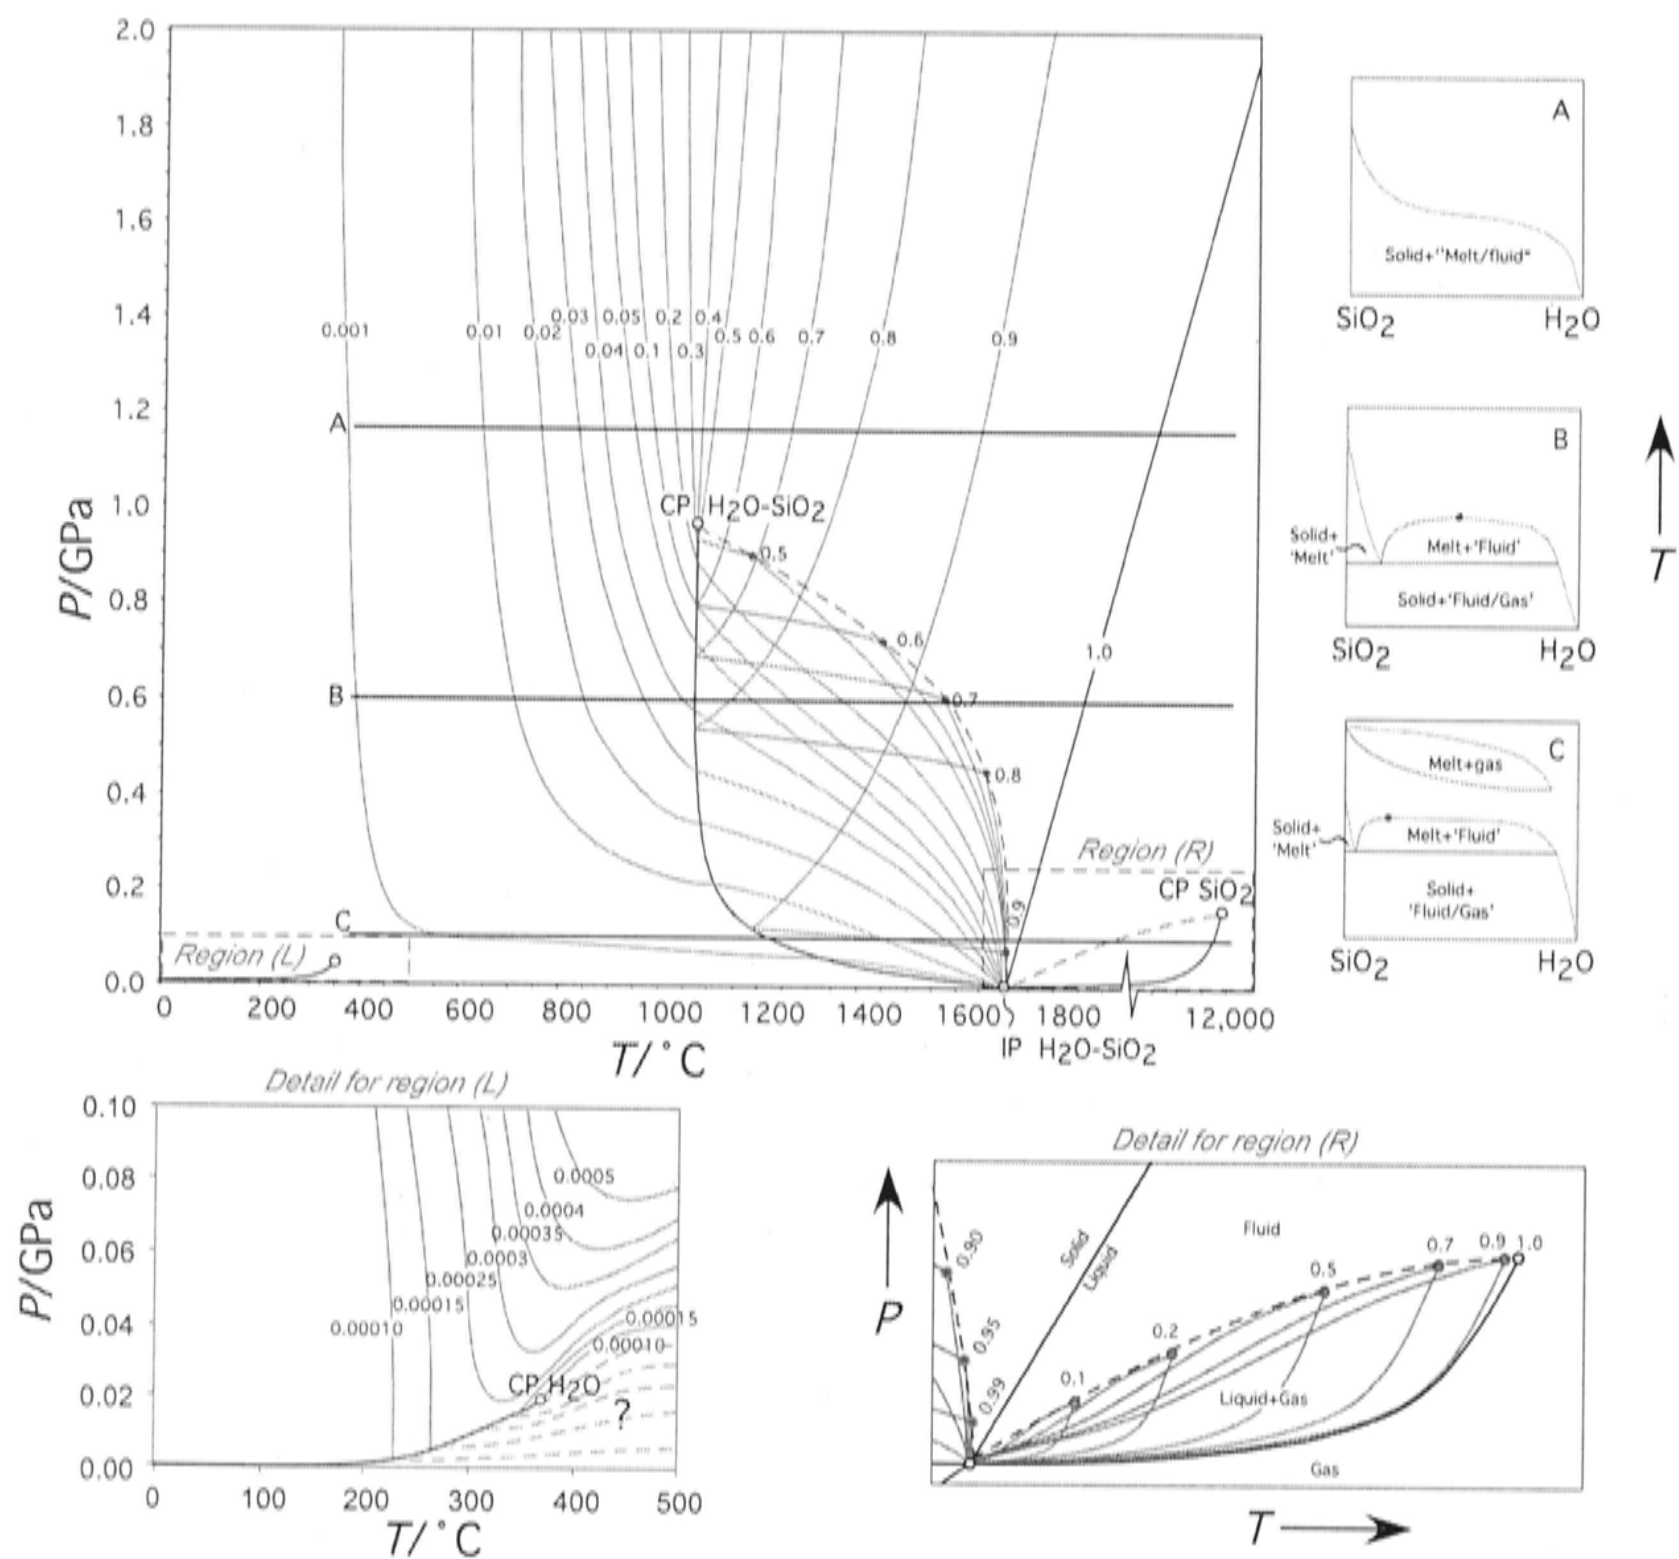 2.0
1.8
1.6
1.4
1.2
1.0
0.8
0.6
0.4
0.2
0.0
P/GPa
0.001
0.01
0.02
0.03
0.04
0.05
0.1
0.2
0.3
0.4
0.5
0.6
0.7
0.8
0.9
1.0
A
B
C
CP H2O-SiO2
0.5
0.6
0.7
0.8
0.9
Region (R)
CP SiO2
Region (L)
0 200 400 600 800 1000 1200 1400 1600 1800 12,000
T/°C
IP H2O-SiO2
A
Solid+"Melt/fluid"
SiO2 H2O
B
Solid+
'Melt'
Melt+'Fluid'
Solid+'Fluid/Gas'
SiO2 H2O
T
C
Melt+gas
Solid+
'Melt'
Melt+'Fluid'
Solid+
'Fluid/Gas'
SiO2 H2O
Detail for region (L)
0.10
0.08
0.06
0.04
0.02
0.00
P/GPa
0.0005
0.0004
0.00035
0.0003
0.00025
0.00015
0.00010
0.00015
0.00010
CP H2O
?
0 100 200 300 400 500
T/°C
Detail for region (R)
P
0.90
0.95
0.99
Solid
Liquid
Fluid
0.1
0.2
0.5
0.7
0.9
1.0
Liquid+Gas
Gas
T